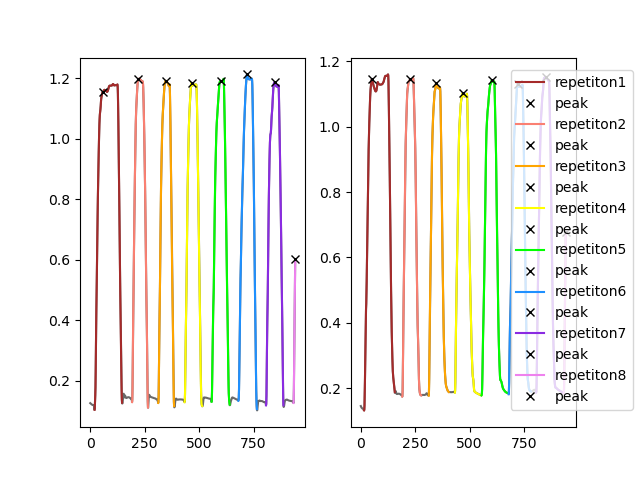 1.2
1.0
0.8
0.6
0.4
0.2
0
250
500
750
1.2
1.0
0.8
0.6
0.4
0.2
0
250
500
750
repetiton1
peak
repetiton2
peak
repetiton3
peak
repetiton4
peak
repetiton5
peak
repetiton6
peak
repetiton7
peak
repetiton8
peak